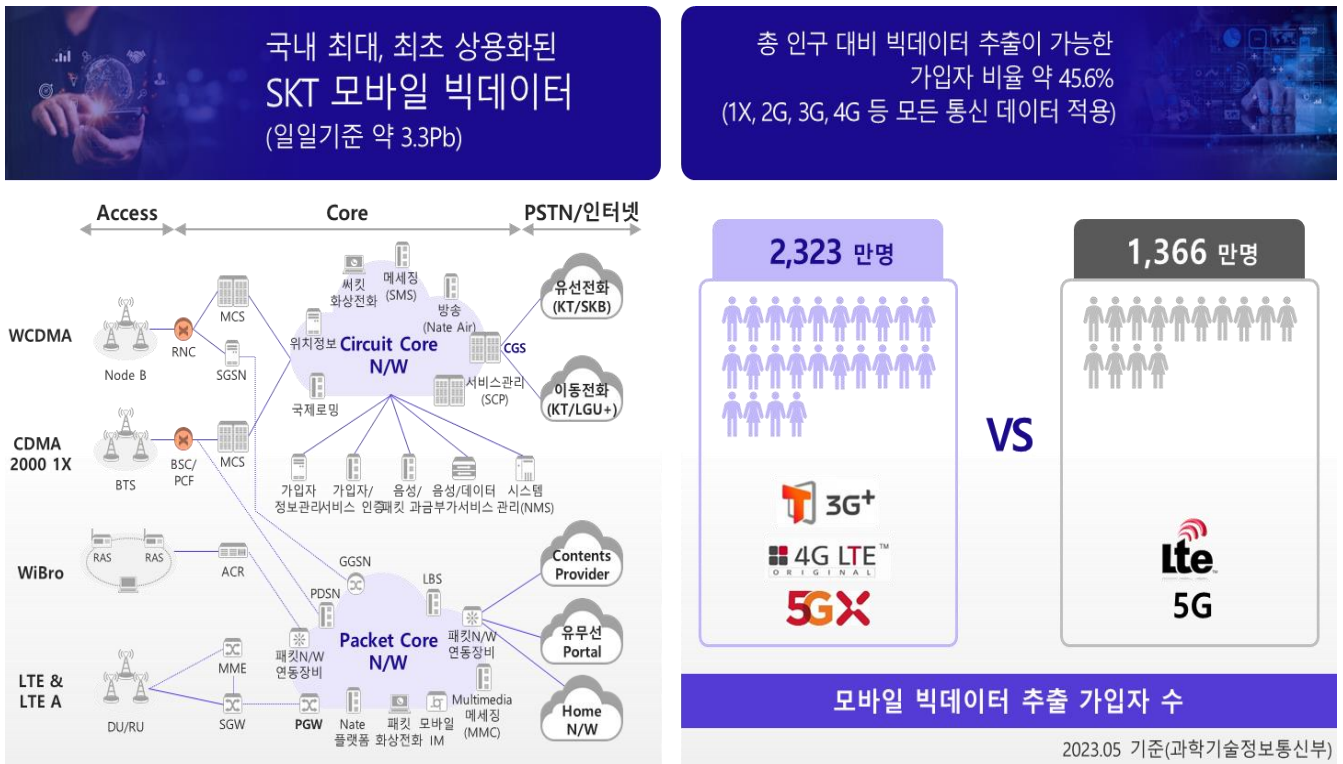 국내 최대, 최초 상용화된
SKT 모바일 빅데이터
(일일기준 약 3.3Pb)
총 인구 대비 빅데이터 추출이 가능한
가입자 비율 약 45.6%
(1X, 2G, 3G, 4G 등 모든 통신 데이터 적용)
Access
Core
PSTN/인터넷
WCDMA
Node B
RNC
MCS
SGSN
써킷
화상전화
메세징
(SMS)
방송
(Nate Air)
위치정보
Circuit Core
N/W
CGS
서비스관리
(SCP)
국제로밍
유선전화
(KT/SKB)
이동전화
(KT/LGU+)
CDMA
2000 1X
BTS
BSC/
PCF
MCS
가입자
정보관리
가입자/
서비스 인증
음성/
패킷 과금
음성/데이터
부가서비스
시스템
관리(NMS)
WiBro
RAS
RAS
ACR
GGSN
PDSN
LBS
패킷N/W
연동장비
Packet Core
N/W
패킷N/W
연동장비
Contents
Provider
유무선
Portal
Home
N/W
LTE &
LTE A
DU/RU
MME
SGW
PGW
Nate
플랫폼
패킷
화상전화
모바일
IM
Multimedia
메세징
(MMC)
2,323 만명
T 3G+
4G LTE™
ORIGINAL
5GX
VS
1,366 만명
Lte
5G
모바일 빅데이터 추출 가입자 수
2023.05 기준(과학기술정보통신부)